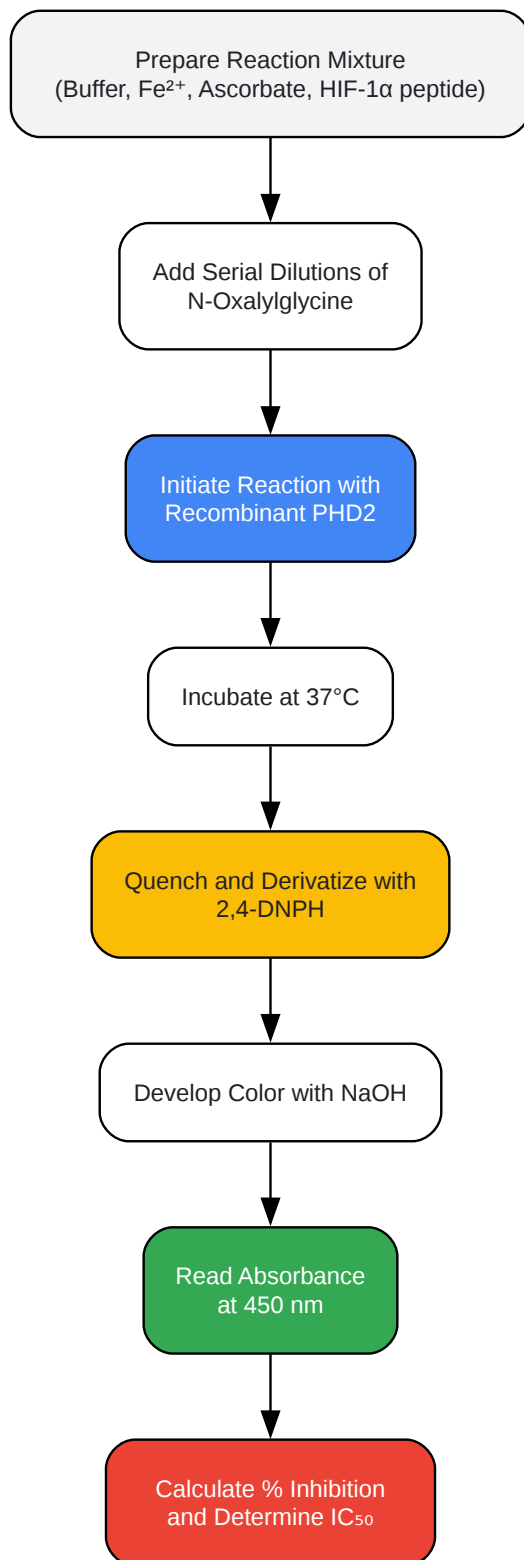 Prepare Reaction Mixture
(Buffer, Fe²⁺, Ascorbate, HIF-1α peptide)
Add Serial Dilutions of
N-Oxalylglycine
Initiate Reaction with
Recombinant PHD2
Incubate at 37°C
Quench and Derivatize with
2,4-DNPH
Develop Color with NaOH
Read Absorbance
at 450 nm
Calculate % Inhibition
and Determine IC₅₀